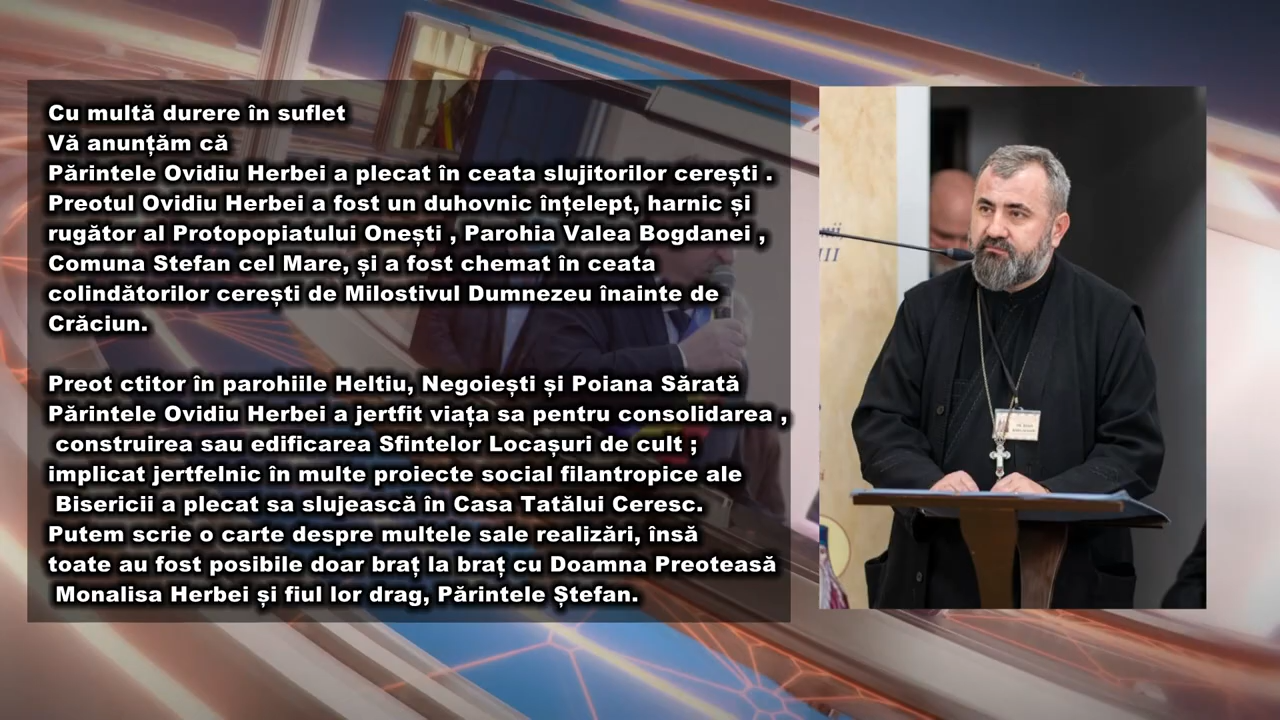 Cu multă durere în suflet
Vă anunțăm că
Părintele Ovidiu Herbei a plecat în ceata slujitorilor cerești .
Preotul Ovidiu Herbei a fost un duhovnic înțelept, harnic și
rugător al Protopopiatului Onești , Parohia Valea Bogdanei ,
Comuna Stefan cel Mare, și a fost chemat în ceata
colindătorilor cerești de Milostivul Dumnezeu înainte de
Crăciun.
Preot ctitor în parohiile Heltiu, Negoiești și Poiana Sărată
Părintele Ovidiu Herbei a jertfit viața sa pentru consolidarea ,
construirea sau edificarea Sfintelor Locașuri de cult ;
implicat jertfelnic în multe proiecte social filantropice ale
Bisericii a plecat sa slujească în Casa Tatălui Ceresc.
Putem scrie o carte despre multele sale realizări, însă
toate au fost posibile doar braț la braț cu Doamna Preoteasă
Monalisa Herbei și fiul lor drag, Părintele Ștefan.
III